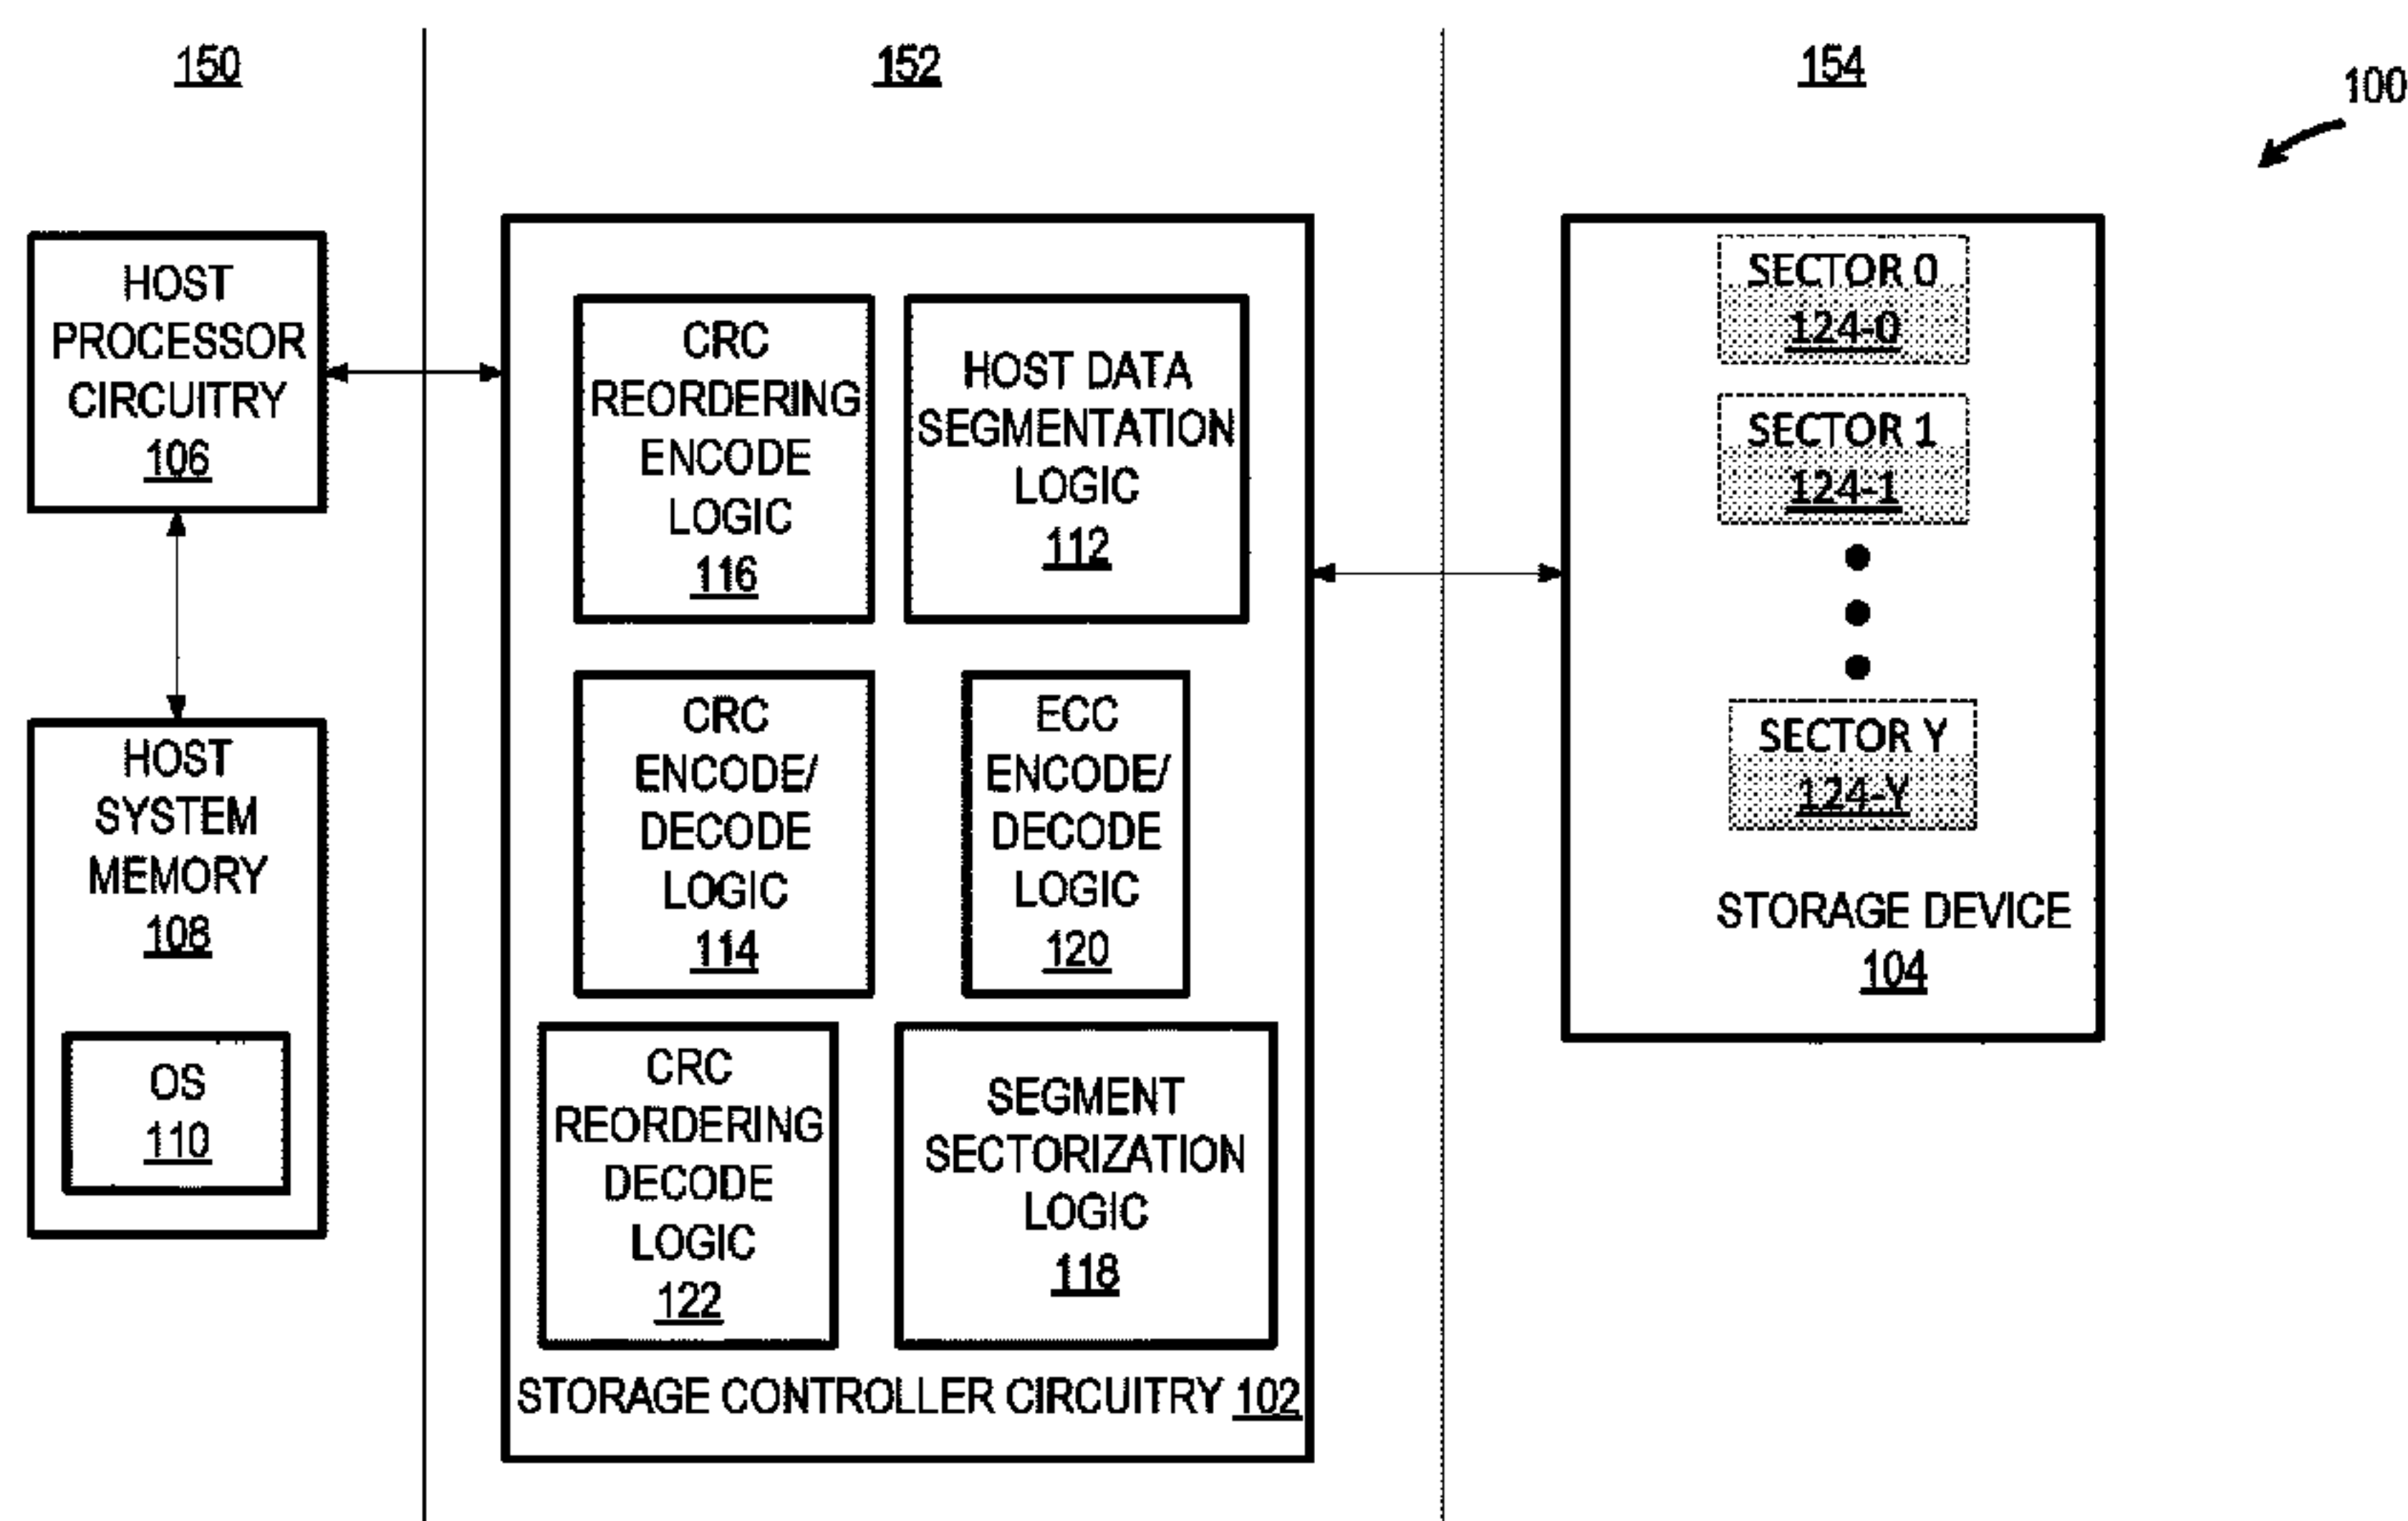 150
152
154
100
HOST
PROCESSOR
CIRCUITRY
106
HOST
SYSTEM
MEMORY
108
OS
110
CRC
REORDERING
ENCODE
LOGIC
116
HOST DATA
SEGMENTATION
LOGIC
112
CRC
ENCODE/
DECODE
LOGIC
114
ECC
ENCODE/
DECODE
LOGIC
120
CRC
REORDERING
DECODE
LOGIC
122
SEGMENT
SECTORIZATION
LOGIC
118
STORAGE CONTROLLER CIRCUITRY 102
SECTOR 0
124-0
SECTOR 1
124-1
SECTOR Y
124-Y
STORAGE DEVICE
104